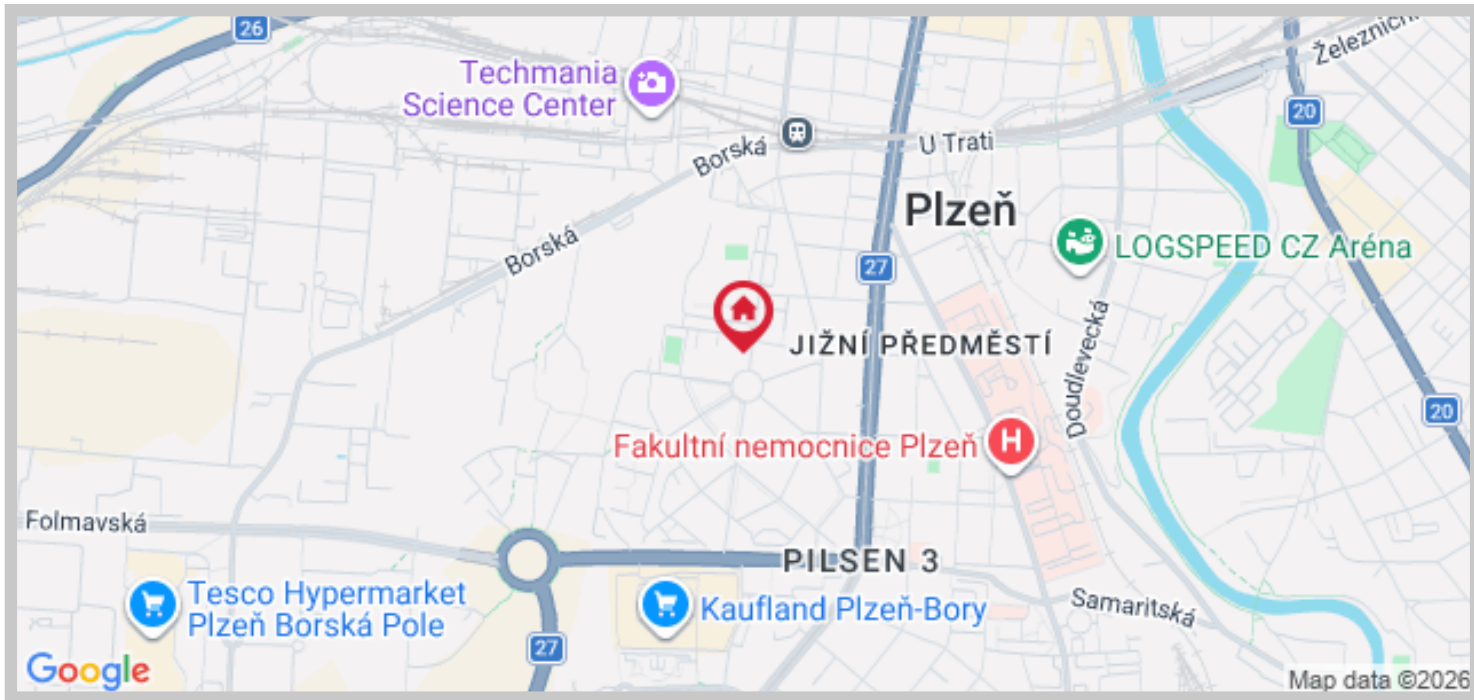 26
Techmania
Science Center
Železničn
20
Borská
U Trati
Plzeň
Borská
LOGSPEED CZ Aréna
27
JIŽNÍ PŘEDMĚSTÍ
Doudlevecká
20
Fakultní nemocnice Plzeň
H
Folmavská
PILSEN 3
Tesco Hypermarket
Plzeň Borská Pole
Kaufland Plzeň-Bory
Samaritská
27
Google
Map data ©2026